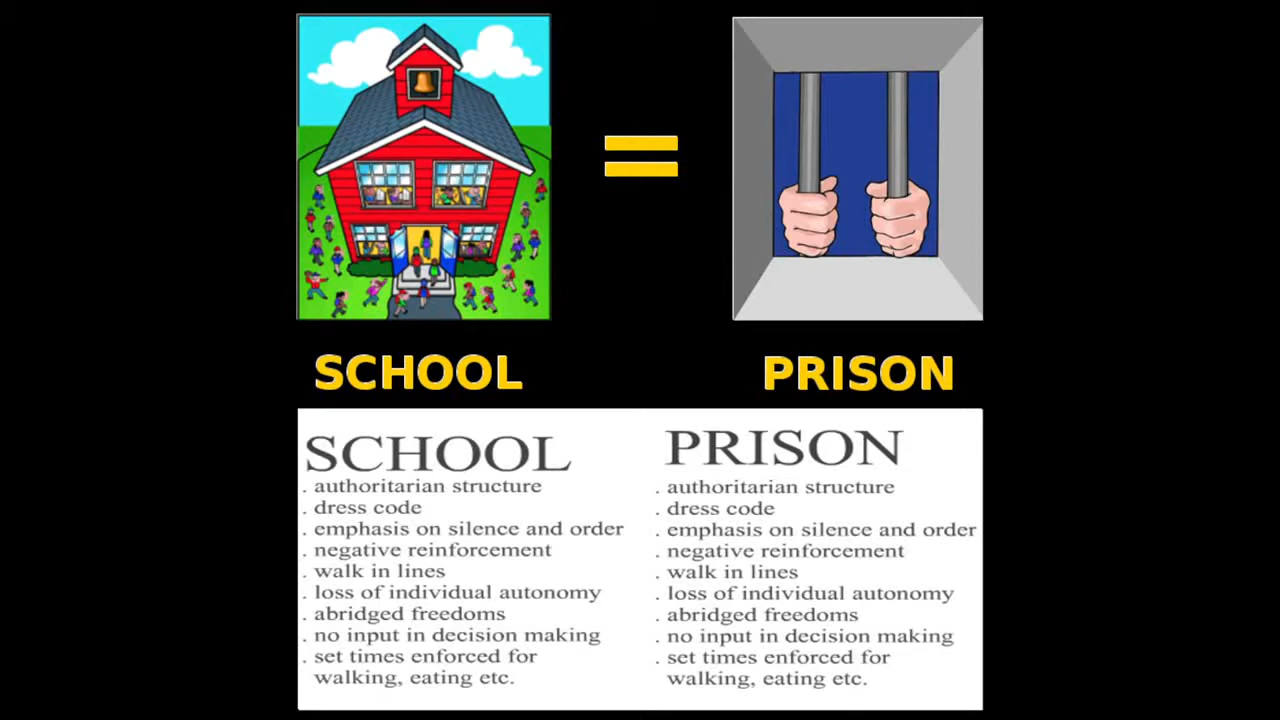 =
SCHOOL
PRISON
SCHOOL
. authoritarian structure
. dress code
. emphasis on silence and order
. negative reinforcement
. walk in lines
. loss of individual autonomy
. abridged freedoms
. no input in decision making
. set times enforced for
walking, eating etc.
PRISON
. authoritarian structure
. dress code
. emphasis on silence and order
. negative reinforcement
. walk in lines
. loss of individual autonomy
. abridged freedoms
. no input in decision making
. set times enforced for
walking, eating etc.